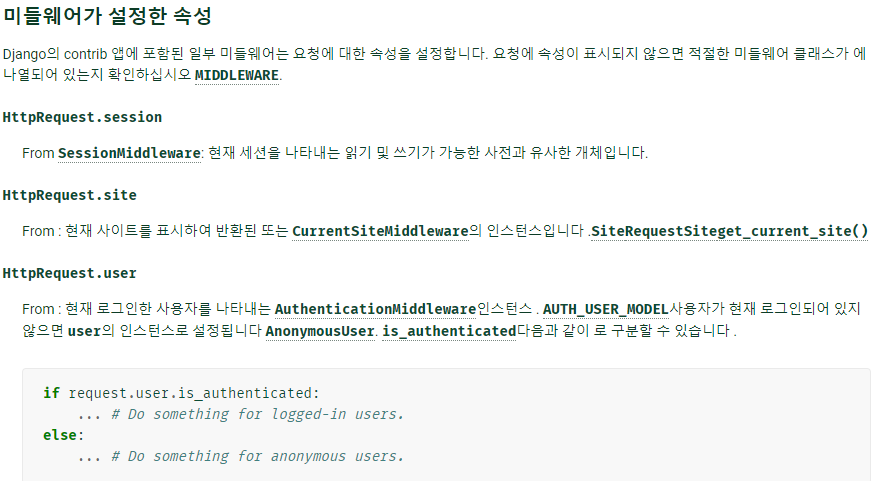 미들웨어가 설정한 속성
Django의 contrib 앱에 포함된 일부 미들웨어는 요청에 대한 속성을 설정합니다. 요청에 속성이 표시되지 않으면 적절한 미들웨어 클래스가 에
나열되어 있는지 확인하십시오 MIDDLEWARE.
HttpRequest.session
From SessionMiddleware: 현재 세션을 나타내는 읽기 및 쓰기가 가능한 사전과 유사한 개체입니다.
HttpRequest.site
From : 현재 사이트를 표시하여 반환된 또는 CurrentSiteMiddleware의 인스턴스입니다 .SiteRequestSiteget_current_site()
HttpRequest.user
From : 현재 로그인한 사용자를 나타내는 AuthenticationMiddleware인스턴스 . AUTH_USER_MODEL사용자가 현재 로그인되어 있지
않으면 user의 인스턴스로 설정됩니다 AnonymousUser. is_authenticated다음과 같이 로 구분할 수 있습니다 .
if request.user.is_authenticated:
... # Do something for logged-in users.
else:
... # Do something for anonymous users.